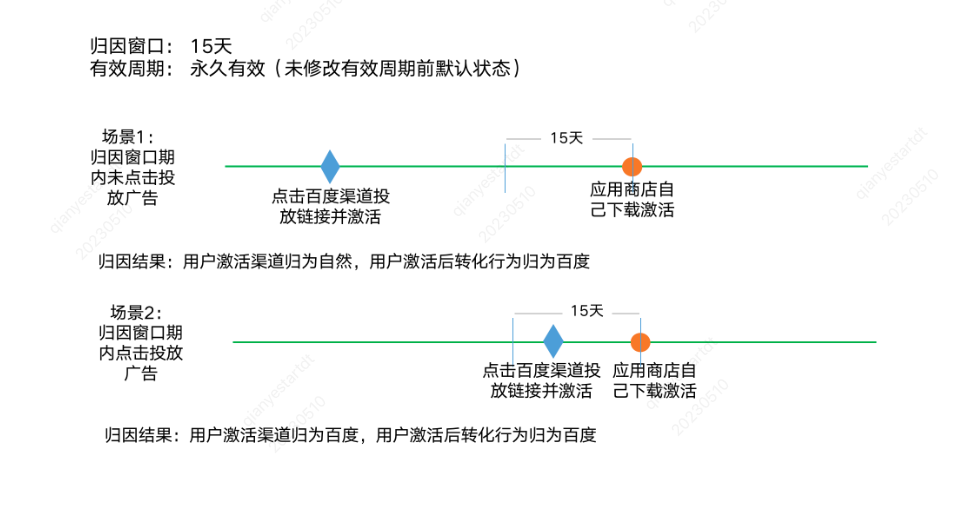 归因窗口： 15天
有效周期： 永久有效（未修改有效周期前默认状态）
场景1：
归因窗口期
内未点击投
放广告
15天
点击百度渠道投
放链接并激活
应用商店自
己下载激活
归因结果：用户激活渠道归为自然，用户激活后转化行为归为百度
场景2：
归因窗口期
内点击投放
广告
15天
点击百度渠道投
放链接并激活
应用商店自
己下载激活
归因结果：用户激活渠道归为百度，用户激活后转化行为归为百度
qianyestartdt
20230510